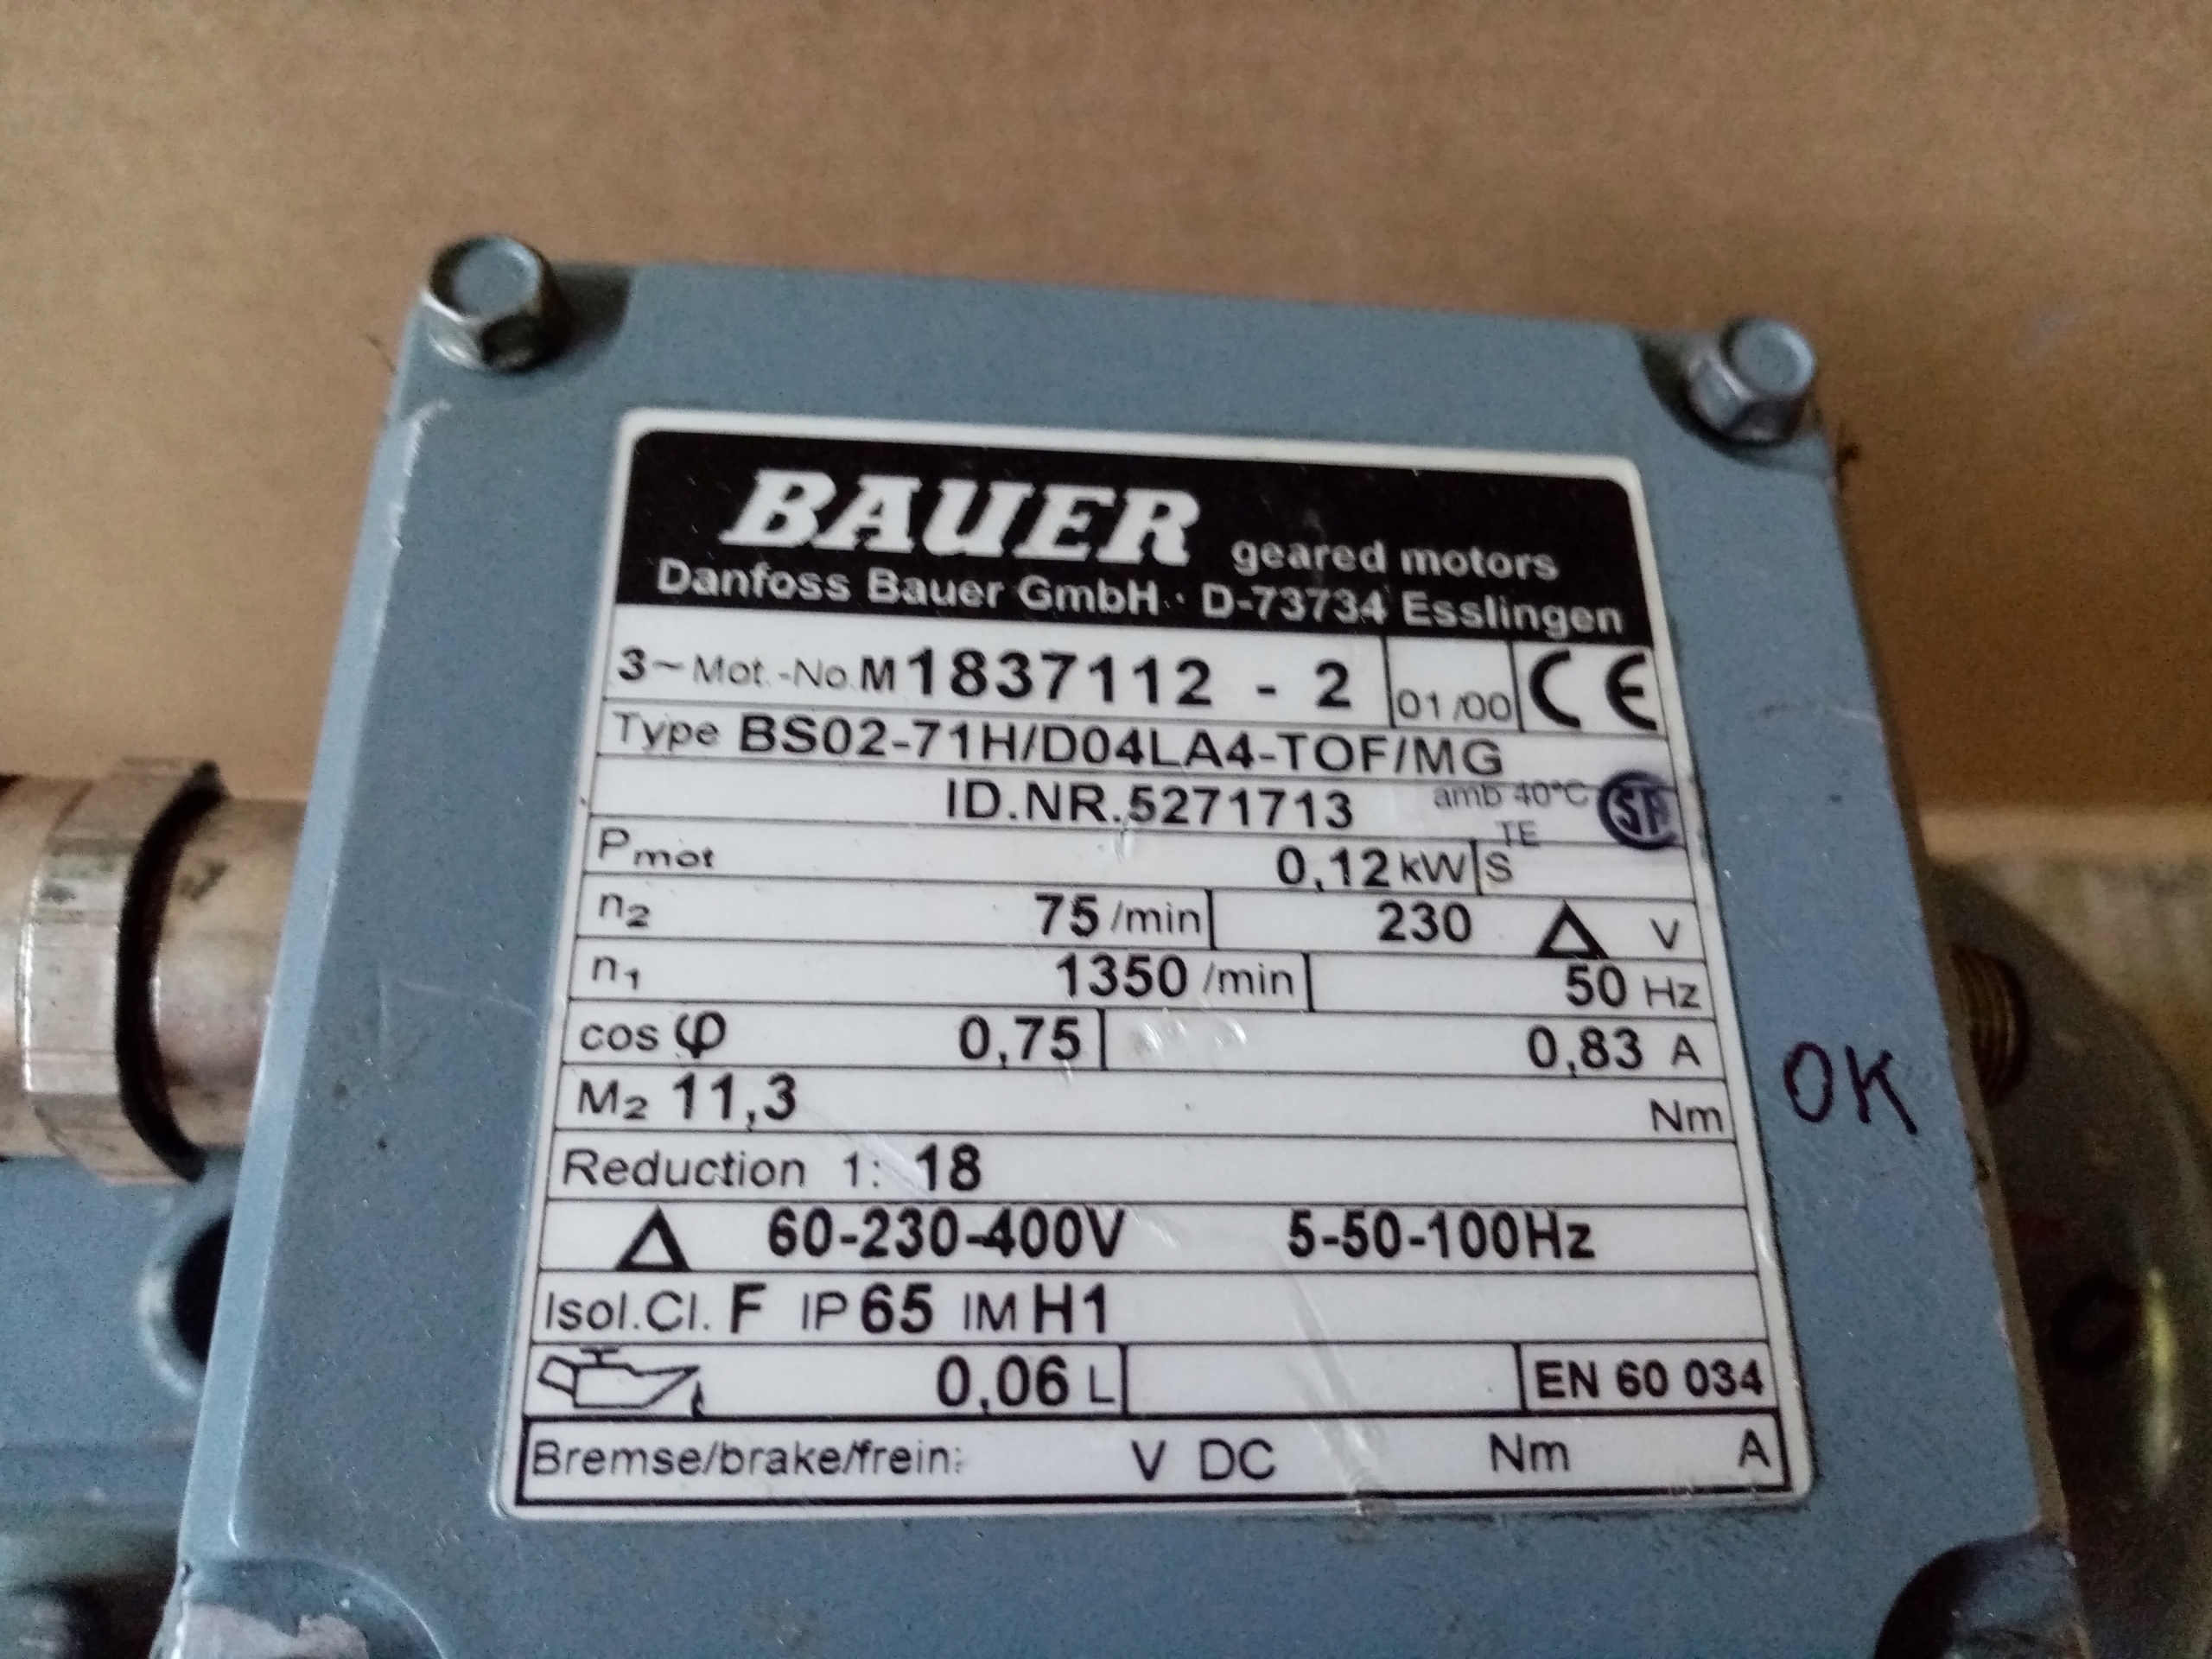 BAUER geared motors
Danfoss Bauer GmbH · D-73734 Esslingen
3~Mot.-No. M 1837112 - 2 01/00 CE
Type BS02-71H/D04LA4-TOF/MG
ID.NR.5271713 amb 40°C
TE
Pmot 0,12 kW S
n2 75 /min 230 Δ V
n1 1350 /min 50 Hz
cos φ 0,75 0,83 A
M2 11,3 Nm
Reduction 1: 18
Δ 60-230-400V 5-50-100Hz
Isol.Cl. F IP 65 IM H1
0,06 L EN 60 034
Bremse/brake/frein: V DC Nm A
OK